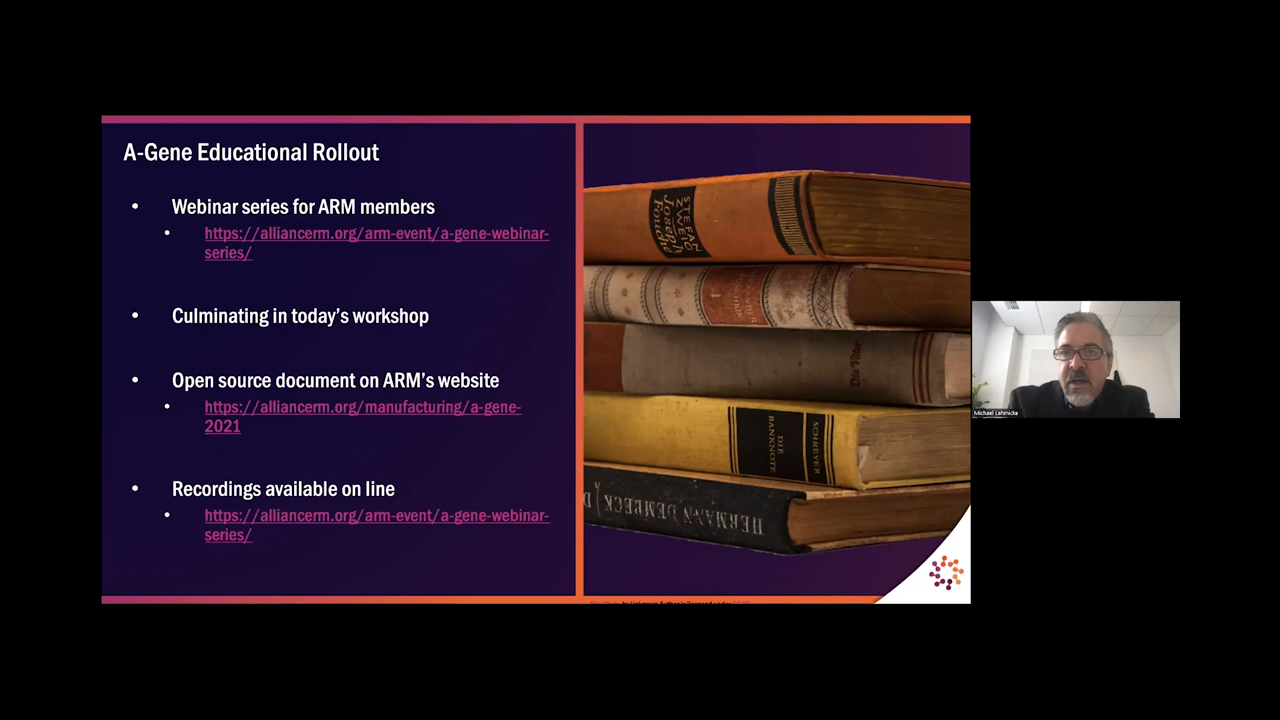 A-Gene Educational Rollout
• Webinar series for ARM members
• https://alliancerm.org/arm-event/a-gene-webinar-
series/
• Culminating in today’s workshop
• Open source document on ARM’s website
• https://alliancerm.org/manufacturing/a-gene-
2021
• Recordings available on line
• https://alliancerm.org/arm-event/a-gene-webinar-
series/
STEFAN
ZWEIG
Joseph
Fouché
Die Pitaval
SCHREYER
DIE
BANKNOTE
HERMANN DEMBECK D
Michael Lehmicke